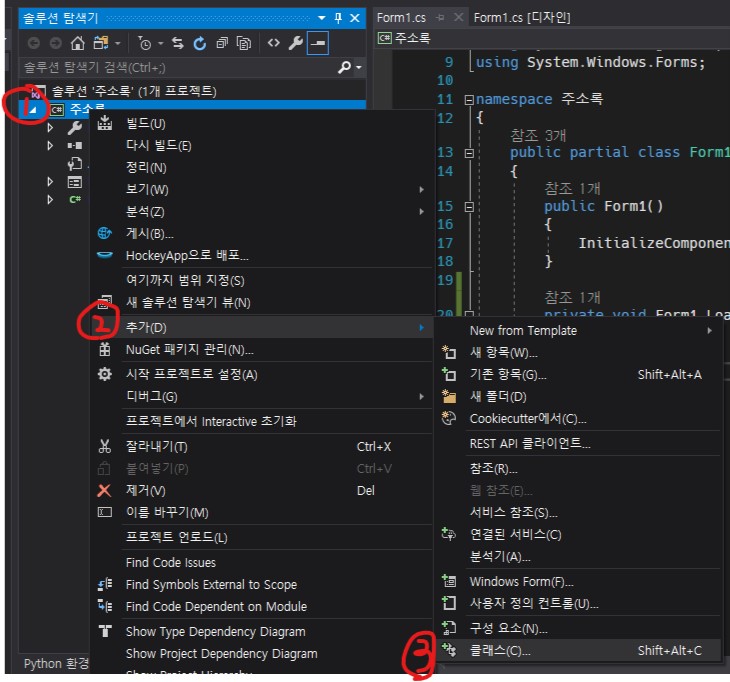 솔루션 탐색기
솔루션 탐색기 검색(Ctrl+;)
솔루션 '주소록' (1개 프로젝트)
1
C# 주소록
C#
빌드(U)
다시 빌드(E)
정리(N)
보기(W)
분석(Z)
게시(B)...
HockeyApp으로 배포...
여기까지 범위 지정(S)
새 솔루션 탐색기 뷰(N)
2
추가(D)
NuGet 패키지 관리(N)...
시작 프로젝트로 설정(A)
디버그(G)
프로젝트에서 Interactive 초기화
잘라내기(T) Ctrl+X
붙여넣기(P) Ctrl+V
제거(V) Del
이름 바꾸기(M)
프로젝트 언로드(L)
Find Code Issues
Find Symbols External to Scope
Find Code Dependent on Module
Show Type Dependency Diagram
Show Project Dependency Diagram
Show Project Hierarchy
Python 환경
Form1.cs Form1.cs [디자인]
C# 주소록
9 using System.Windows.Forms;
10
11 namespace 주소록
12 {
참조 3개
13 public partial class Form1
14 {
참조 1개
15 public Form1()
16 {
17 InitializeComponen
18 }
19
참조 1개
20 private void Form1_Loa
New from Template
새 항목(W)...
기존 항목(G)... Shift+Alt+A
새 폴더(D)
Cookiecutter에서(C)...
REST API 클라이언트...
참조(R)...
웹 참조(E)...
서비스 참조(S)...
연결된 서비스(C)
분석기(A)...
Windows Form(F)...
사용자 정의 컨트롤(U)...
구성 요소(N)...
3
클래스(C)... Shift+Alt+C